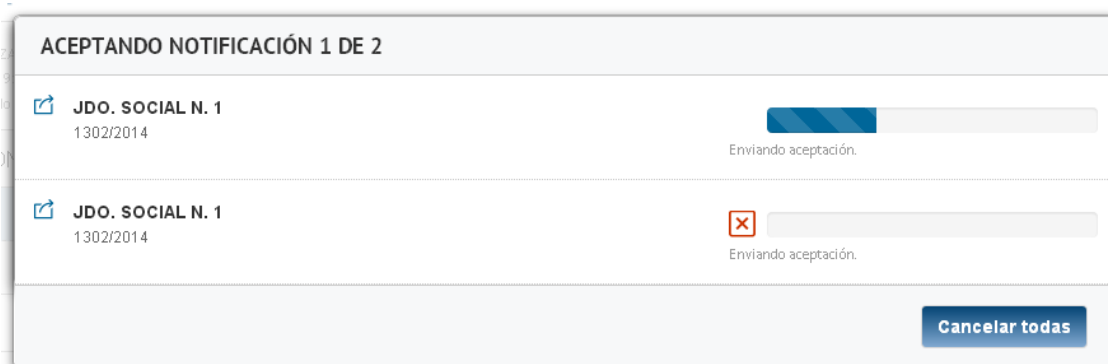 ACEPTANDO NOTIFICACIÓN 1 DE 2
JDO. SOCIAL N. 1
1302/2014
Enviando aceptación.
JDO. SOCIAL N. 1
1302/2014
Enviando aceptación.
Cancelar todas